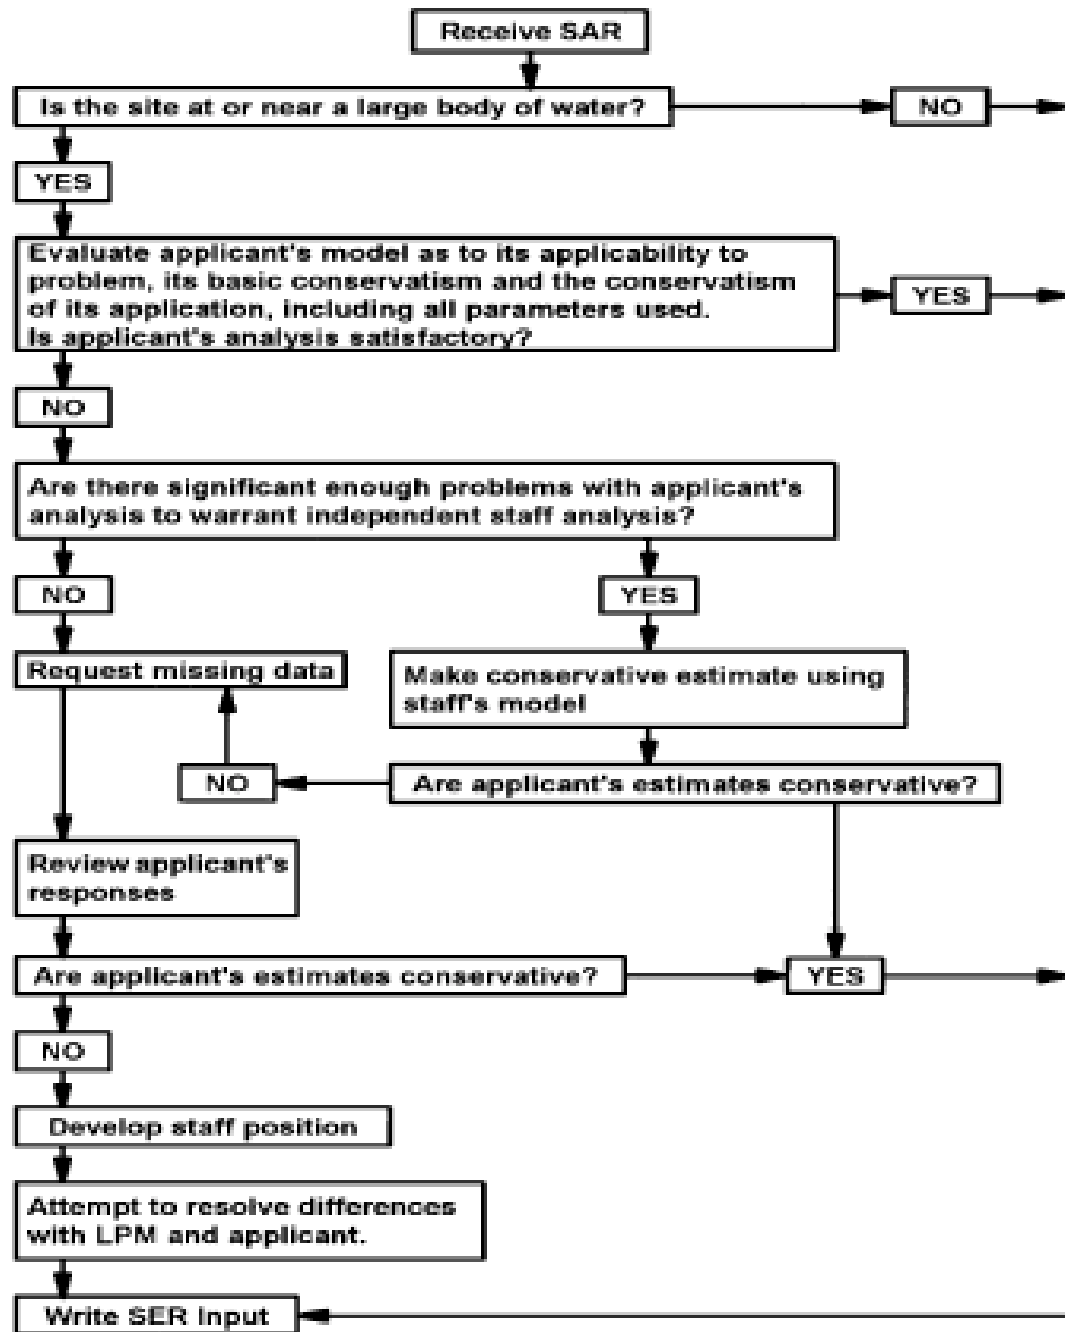 Receive SAR
Is the site at or near a large body of water?
NO
YES
Evaluate applicant's model as to its applicability to
problem, its basic conservatism and the conservatism
of its application, including all parameters used.
Is applicant's analysis satisfactory?
YES
NO
Are there significant enough problems with applicant's
analysis to warrant independent staff analysis?
NO
YES
Request missing data
Make conservative estimate using
staff's model
NO
Are applicant's estimates conservative?
Review applicant's
responses
Are applicant's estimates conservative?
YES
NO
Develop staff position
Attempt to resolve differences
with LPM and applicant.
Write SER Input